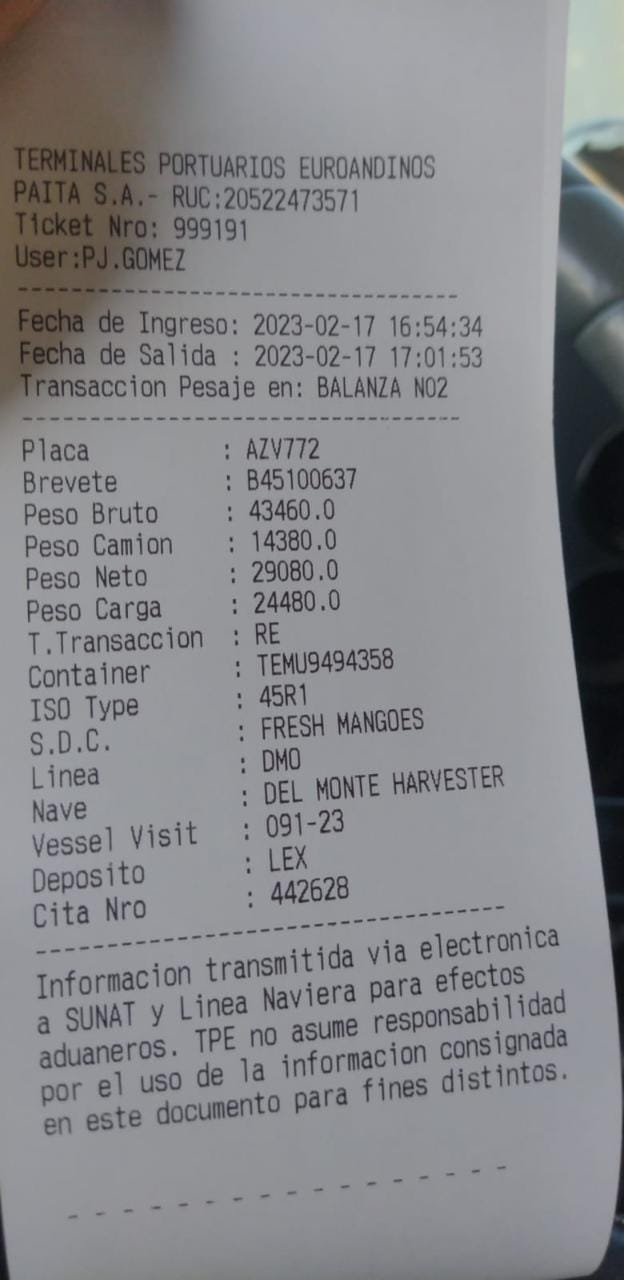 TERMINALES PORTUARIOS EUROANDINOS
PAITA S.A.- RUC:20522473571
Ticket Nro: 999191
User:PJ.GOMEZ
----------------------------------
Fecha de Ingreso: 2023-02-17 16:54:34
Fecha de Salida : 2023-02-17 17:01:53
Transaccion Pesaje en: BALANZA NO2
----------------------------------
Placa : AZV772
Brevete : B45100637
Peso Bruto : 43460.0
Peso Camion : 14380.0
Peso Neto : 29080.0
Peso Carga : 24480.0
T.Transaccion : RE
Container : TEMU9494358
ISO Type : 45R1
S.D.C. : FRESH MANGOES
Linea : DMO
Nave : DEL MONTE HARVESTER
Vessel Visit : 091-23
Deposito : LEX
Cita Nro : 442628
----------------------------------
Informacion transmitida via electronica
a SUNAT y Linea Naviera para efectos
aduaneros. TPE no asume responsabilidad
por el uso de la informacion consignada
en este documento para fines distintos.
- - - - - - - - - - - - - - - - -